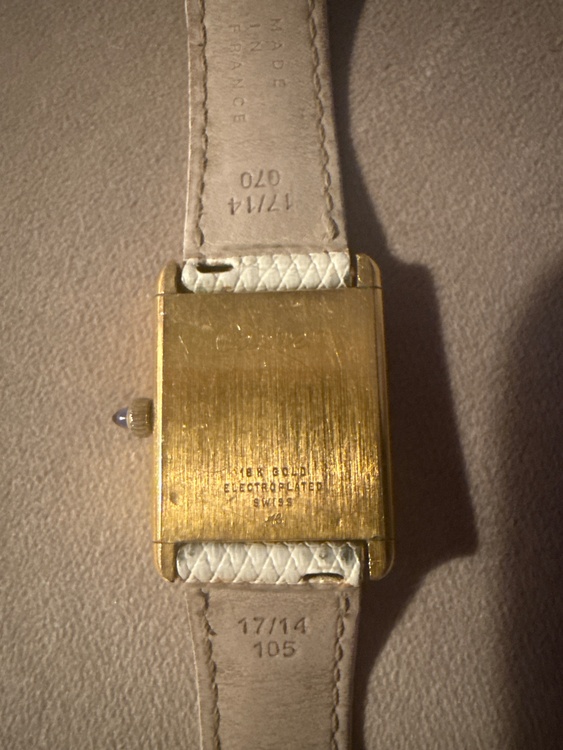 MADE
IN
FRANCE
17/14
070
18K GOLD
ELECTROPLATED
SWISS
17/14
105